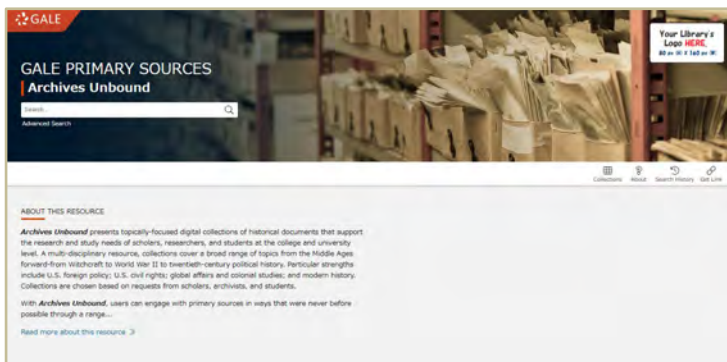 GALE
Your Library's
Logo HERE,
80 px (H) X 160 px (W)
GALE PRIMARY SOURCES
Archives Unbound
Search...
Advanced Search
Collections About Search History Get Link
ABOUT THIS RESOURCE
Archives Unbound presents topically-focused digital collections of historical documents that support
the research and study needs of scholars, researchers, and students at the college and university
level. A multi-disciplinary resource, collections cover a broad range of topics from the Middle Ages
forward-from Witchcraft to World War II to twentieth-century political history. Particular strengths
include U.S. foreign policy; U.S. civil rights; global affairs and colonial studies; and modern history.
Collections are chosen based on requests from scholars, archivists, and students.
With Archives Unbound, users can engage with primary sources in ways that were never before
possible through a range...
Read more about this resource